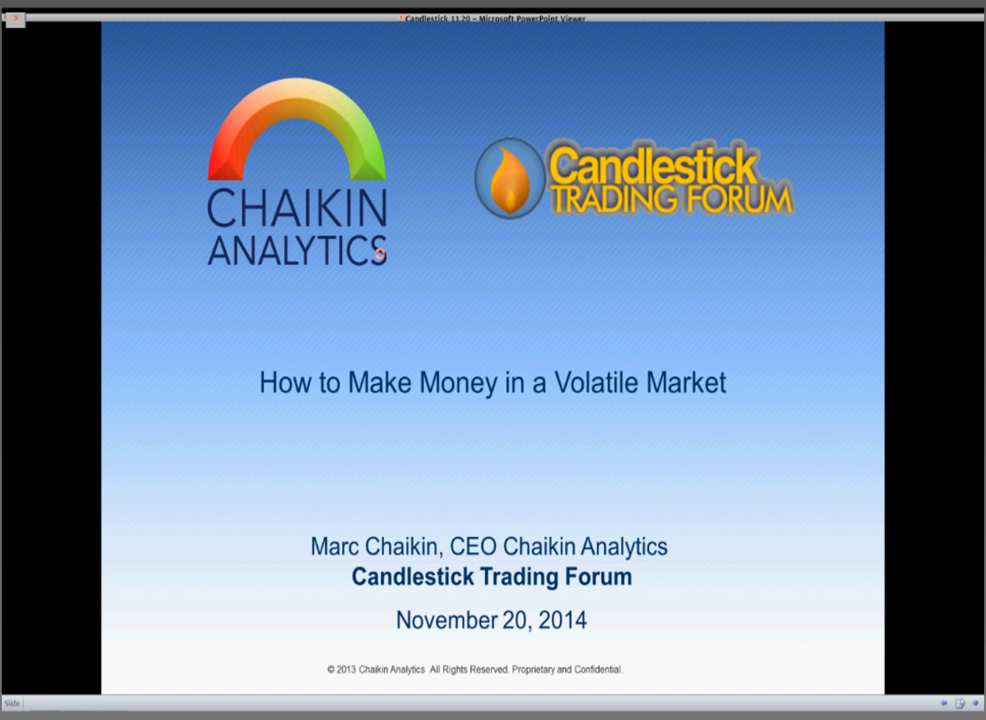 Candlestick 11.20 - Microsoft PowerPoint Viewer
CHAIKIN
ANALYTICS
Candlestick
TRADING FORUM
How to Make Money in a Volatile Market
Marc Chaikin, CEO Chaikin Analytics
Candlestick Trading Forum
November 20, 2014
© 2013 Chaikin Analytics All Rights Reserved. Proprietary and Confidential.
Slide